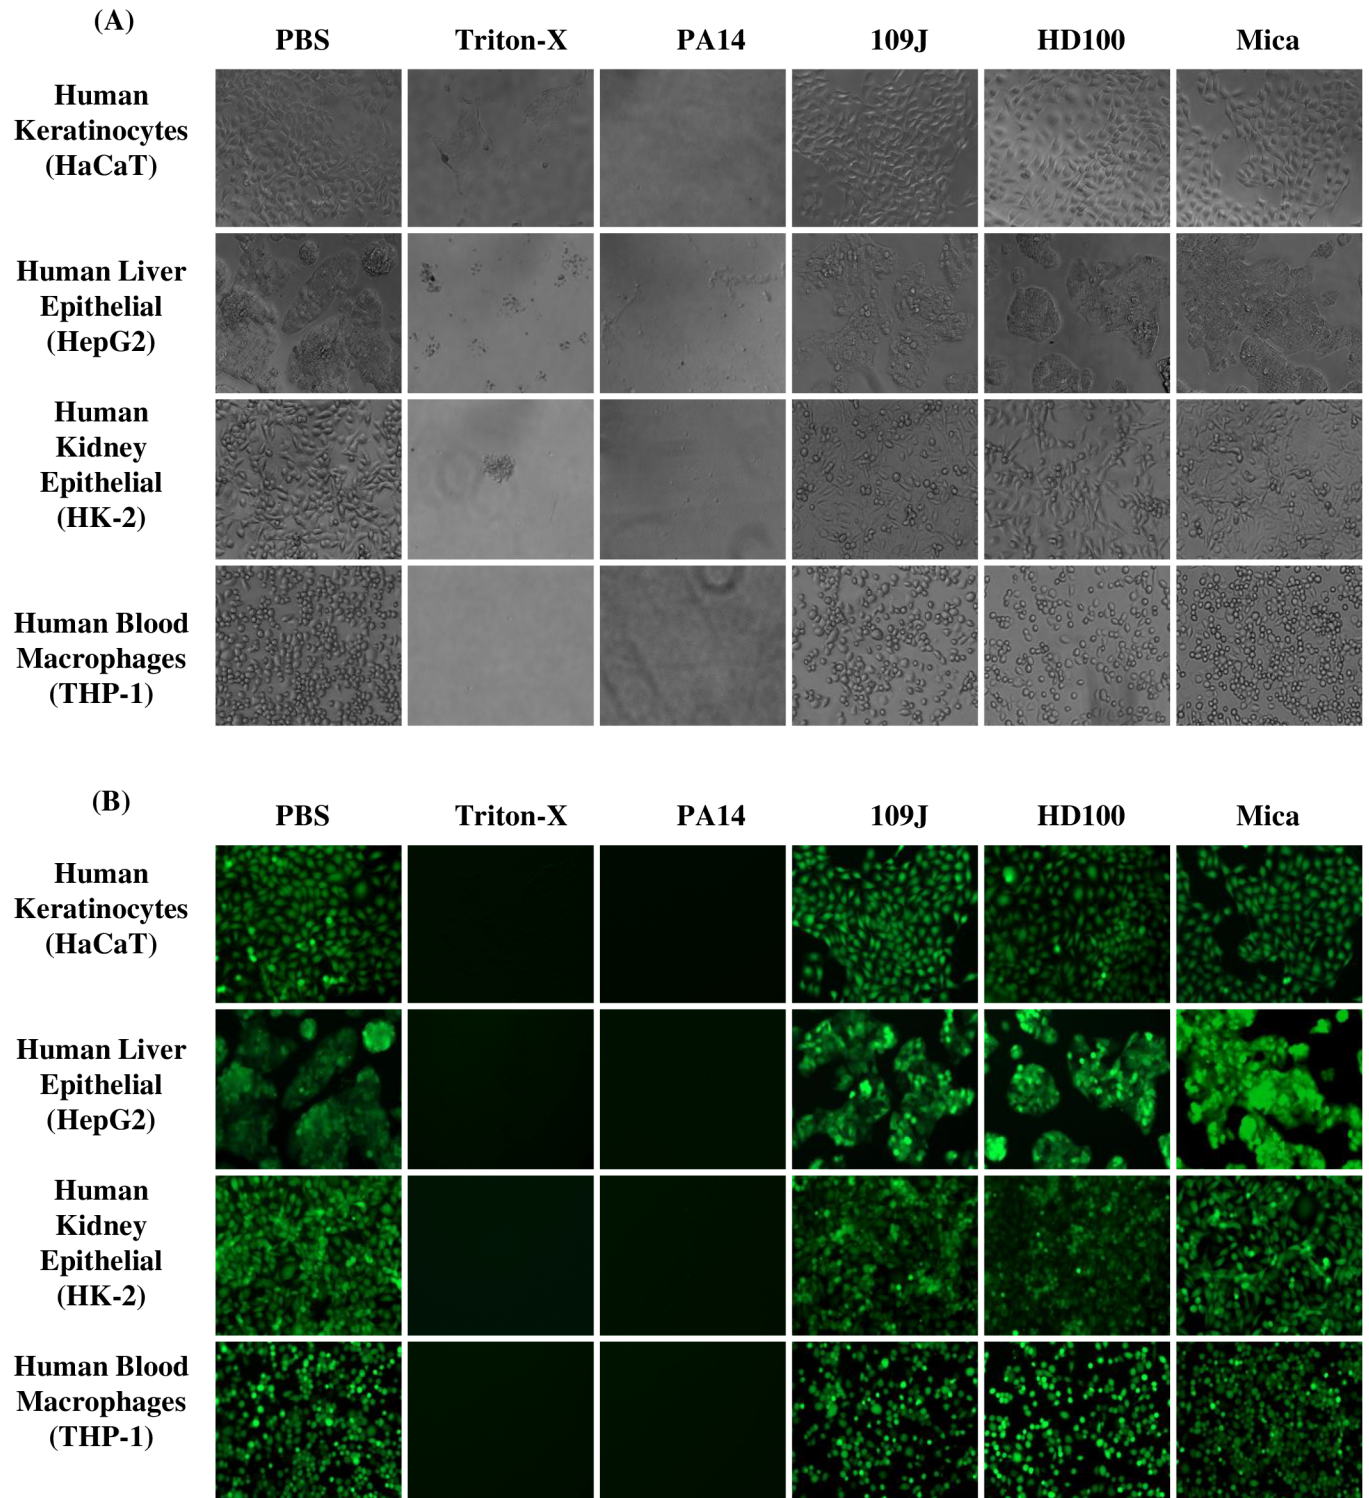 (A)
PBS Triton-X PA14 109J HD100 Mica
Human
Keratinocytes
(HaCaT)
Human Liver
Epithelial
(HepG2)
Human
Kidney
Epithelial
(HK-2)
Human Blood
Macrophages
(THP-1)
(B)
PBS Triton-X PA14 109J HD100 Mica
Human
Keratinocytes
(HaCaT)
Human Liver
Epithelial
(HepG2)
Human
Kidney
Epithelial
(HK-2)
Human Blood
Macrophages
(THP-1)